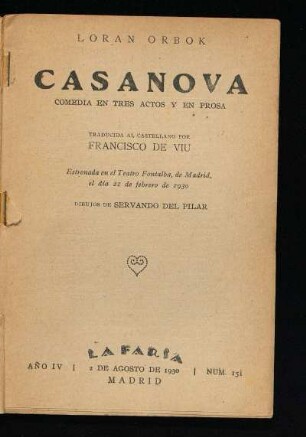 LORAN ORBOK
CASANOVA
COMEDIA EN TRES ACTOS Y EN PROSA
TRADUCIDA AL CASTELLANO POR
FRANCISCO DE VIU
Estrenada en el Teatro Fontalba, de Madrid,
el día 22 de febrero de 1930
DIBUJOS DE SERVANDO DEL PILAR
LA FARSA
AÑO IV | 2 DE AGOSTO DE 1930 | NUM. 151
MADRID